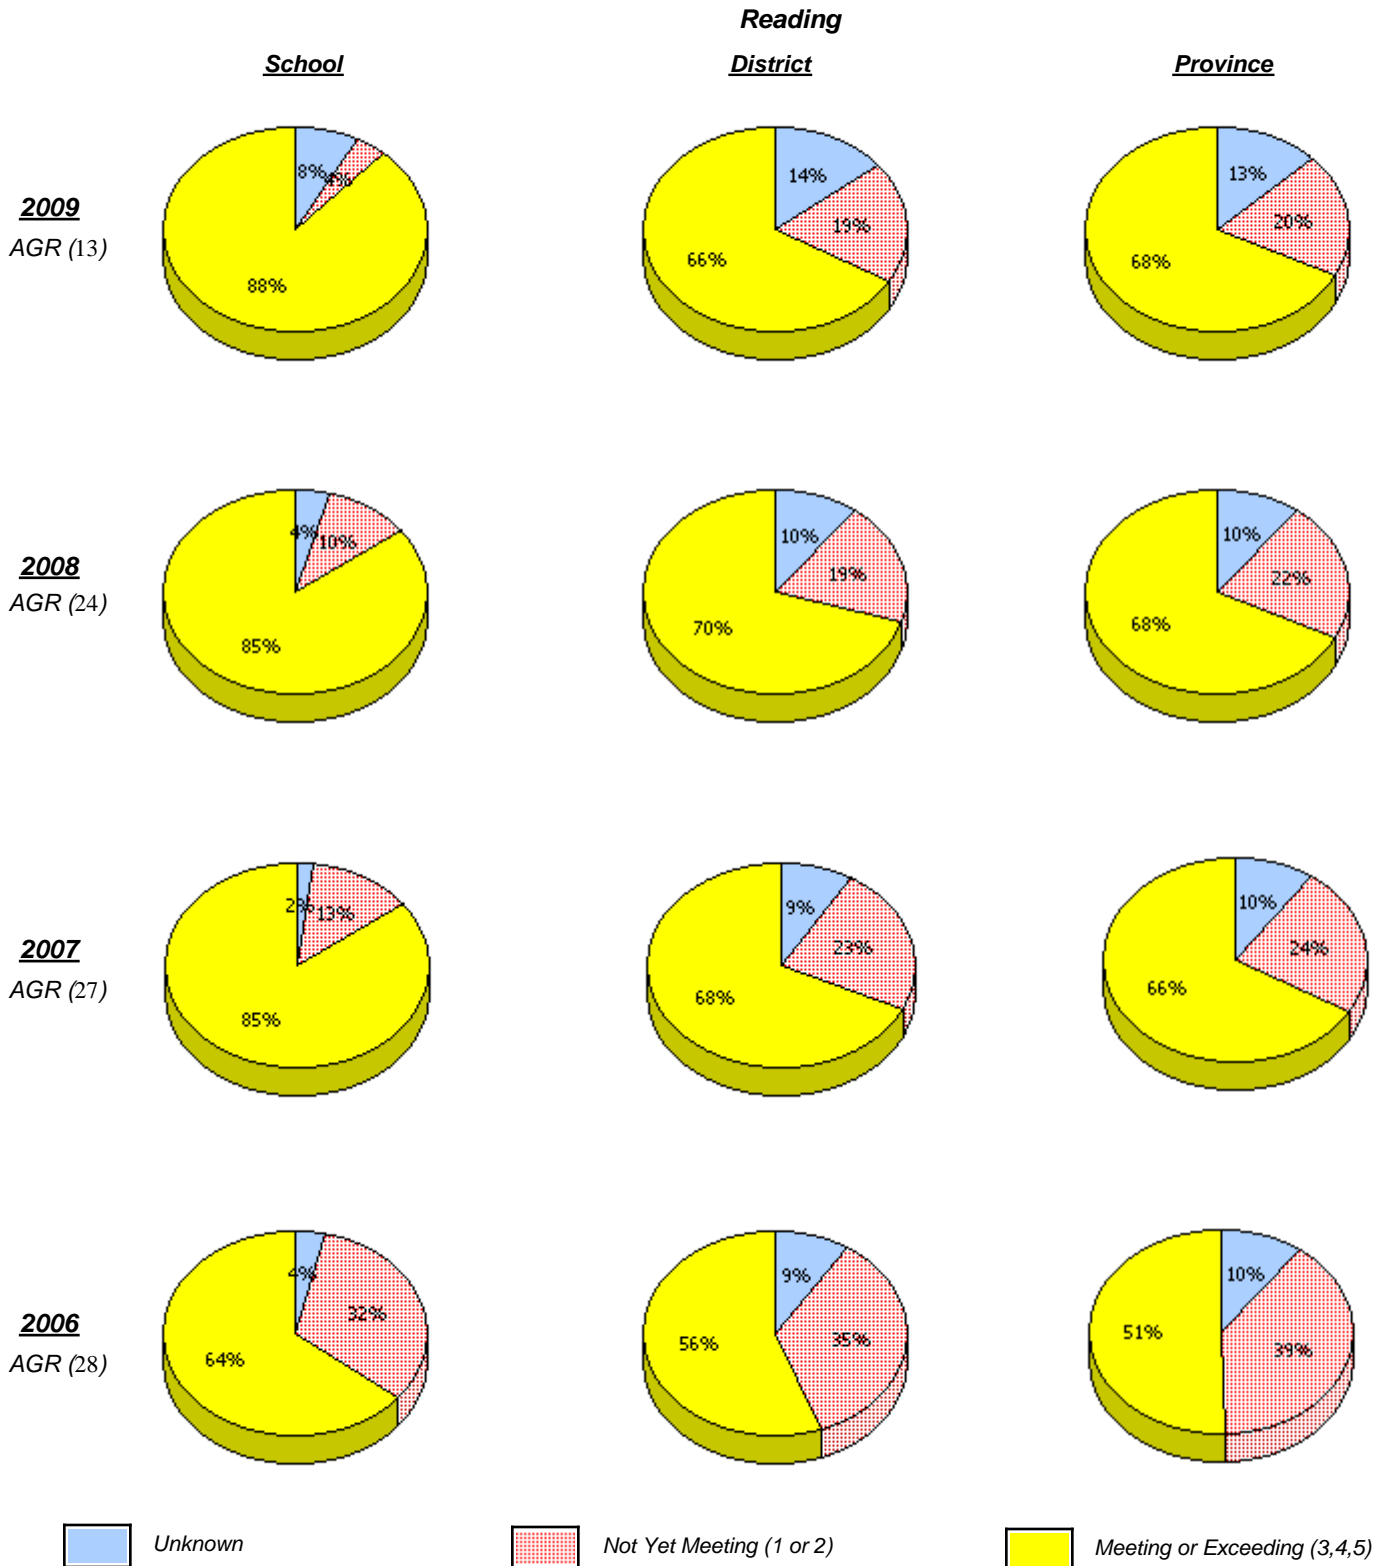 Reading
School District Province
8% 4% 88%
14% 19% 66%
13% 20% 68%
2009
AGR (13)
4% 10% 85%
10% 19% 70%
10% 22% 68%
2008
AGR (24)
2% 13% 85%
9% 23% 68%
10% 24% 66%
2007
AGR (27)
4% 32% 64%
9% 35% 56%
10% 39% 51%
2006
AGR (28)
Unknown Not Yet Meeting (1 or 2) Meeting or Exceeding (3,4,5)